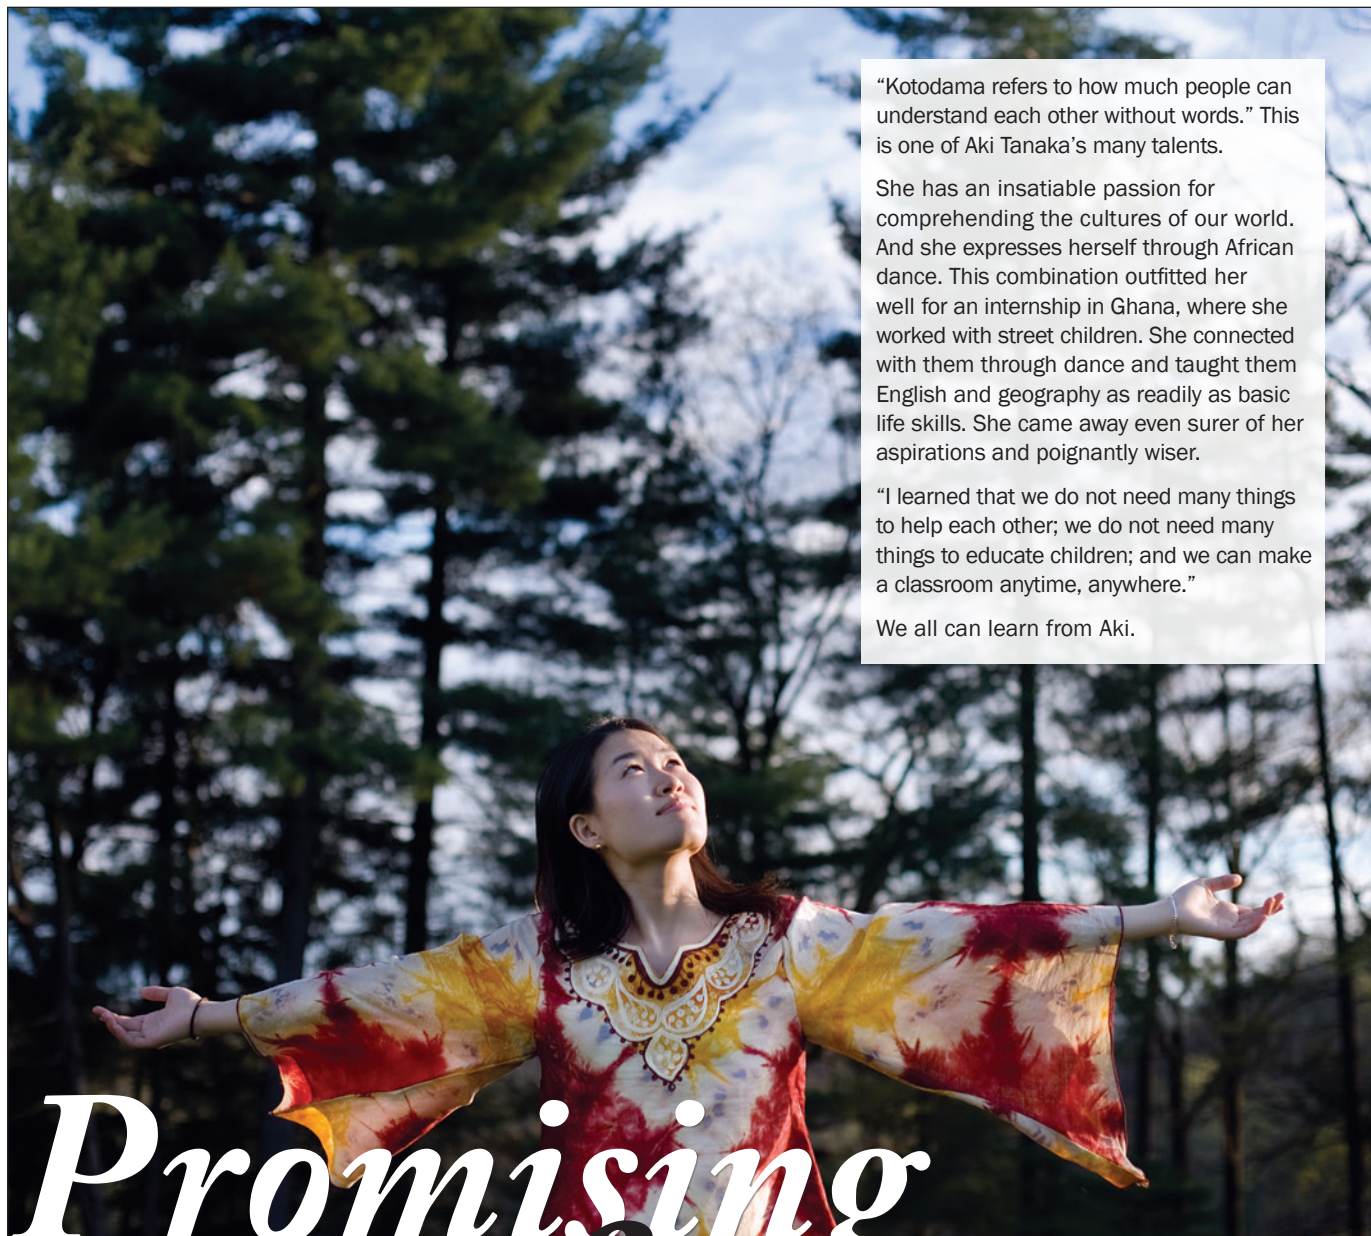 “Kotodama refers to how much people can
understand each other without words.” This
is one of Aki Tanaka’s many talents.
She has an insatiable passion for
comprehending the cultures of our world.
And she expresses herself through African
dance. This combination outfitted her
well for an internship in Ghana, where she
worked with street children. She connected
with them through dance and taught them
English and geography as readily as basic
life skills. She came away even surer of her
aspirations and poignantly wiser.
“I learned that we do not need many things
to help each other; we do not need many
things to educate children; and we can make
a classroom anytime, anywhere.”
We all can learn from Aki.
Promising